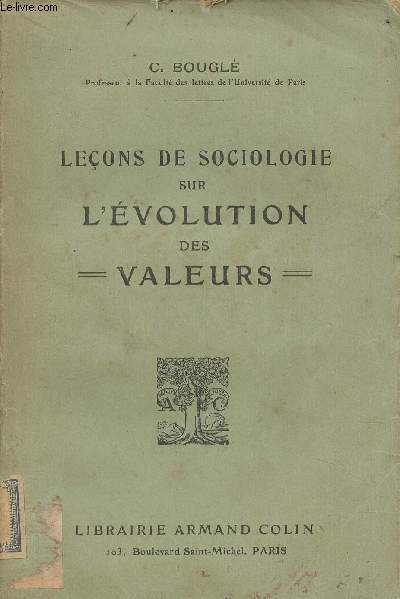 Le-livre.com
C. BOUGLÉ
Professeur à la Faculté des lettres de l'Université de Paris
LEÇONS DE SOCIOLOGIE
SUR
L'ÉVOLUTION
DES
VALEURS
A C
LIBRAIRIE ARMAND COLIN
103, Boulevard Saint-Michel, PARIS